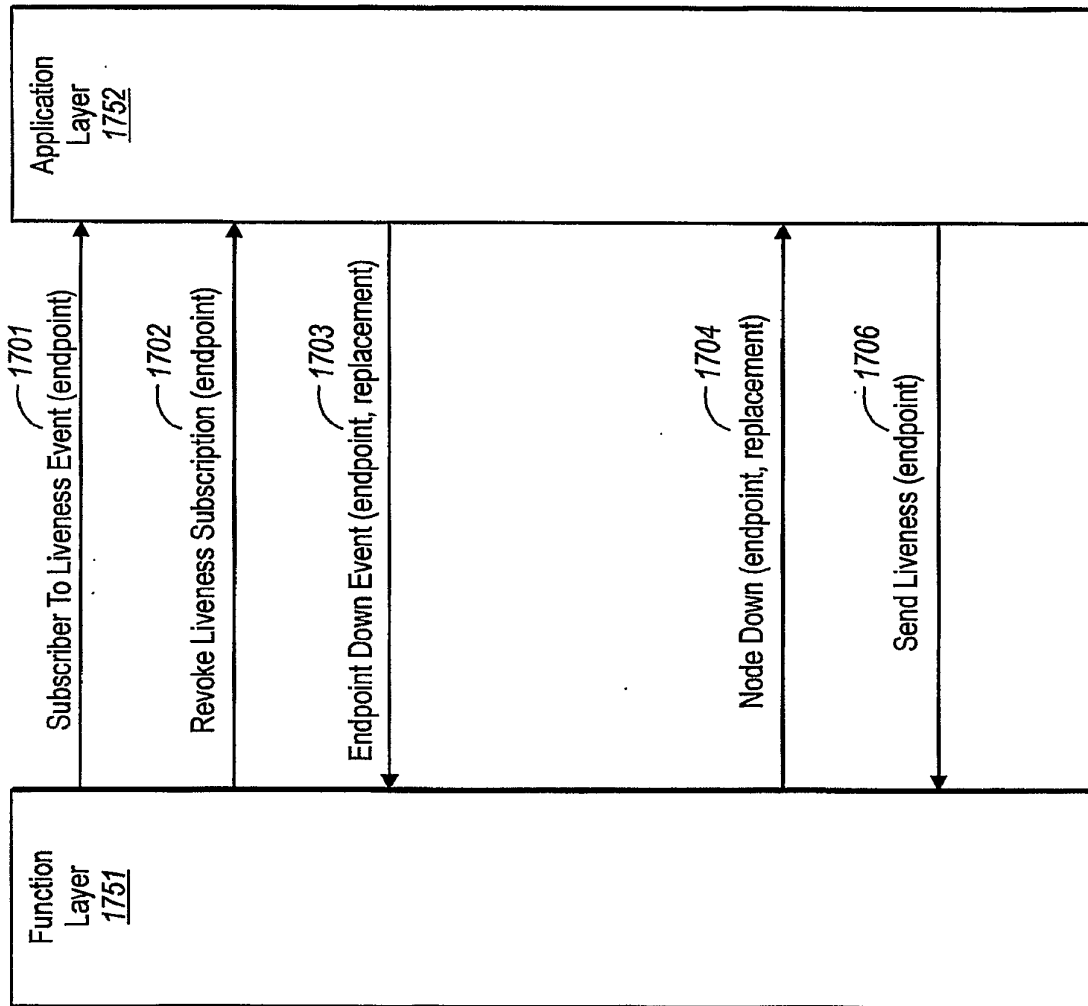 Function
Layer
1751
Application
Layer
1752
1701
Subscriber To Liveness Event (endpoint)
1702
Revoke Liveness Subscription (endpoint)
1703
Endpoint Down Event (endpoint, replacement)
1704
Node Down (endpoint, replacement)
1706
Send Liveness (endpoint)